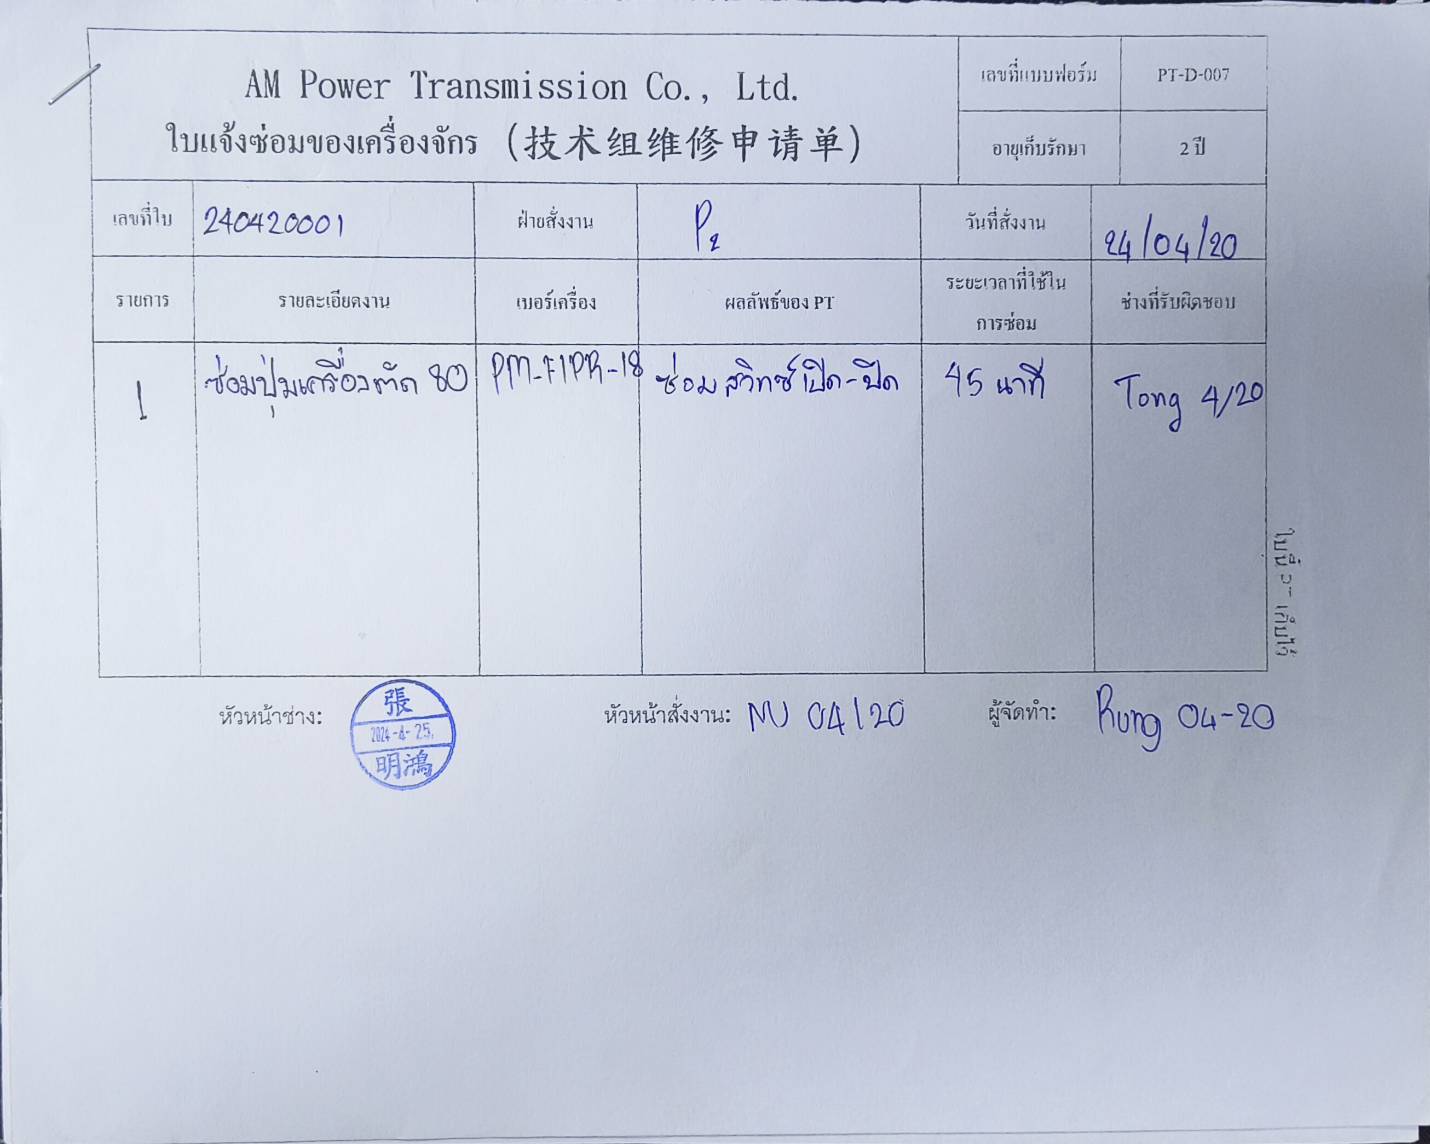 AM Power Transmission Co., Ltd.
ใบแจ้งซ่อมของเครื่องจักร (技术组维修申请单)
เลขที่แบบฟอร์ม PT-D-007
อายุเก็บรักษา 2 ปี
เลขที่ใบ 240420001 ฝ่ายสั่งงาน P2 วันที่สั่งงาน 24/04/20
รายการ รายละเอียดงาน เบอร์เครื่อง ผลลัพธ์ของ PT ระยะเวลาที่ใช้ใน
การซ่อม ช่างที่รับผิดชอบ
1 ซ่อมปุ่มเครื่องตัด 80 PM-F1PR-18 ซ่อมสวิทซ์เปิด-ปิด 45 นาที Tong 4/20
หัวหน้าช่าง: 張
2024-4-25.
明鴻
หัวหน้าสั่งงาน: NU 04/20 ผู้จัดทำ: Rung 04-20